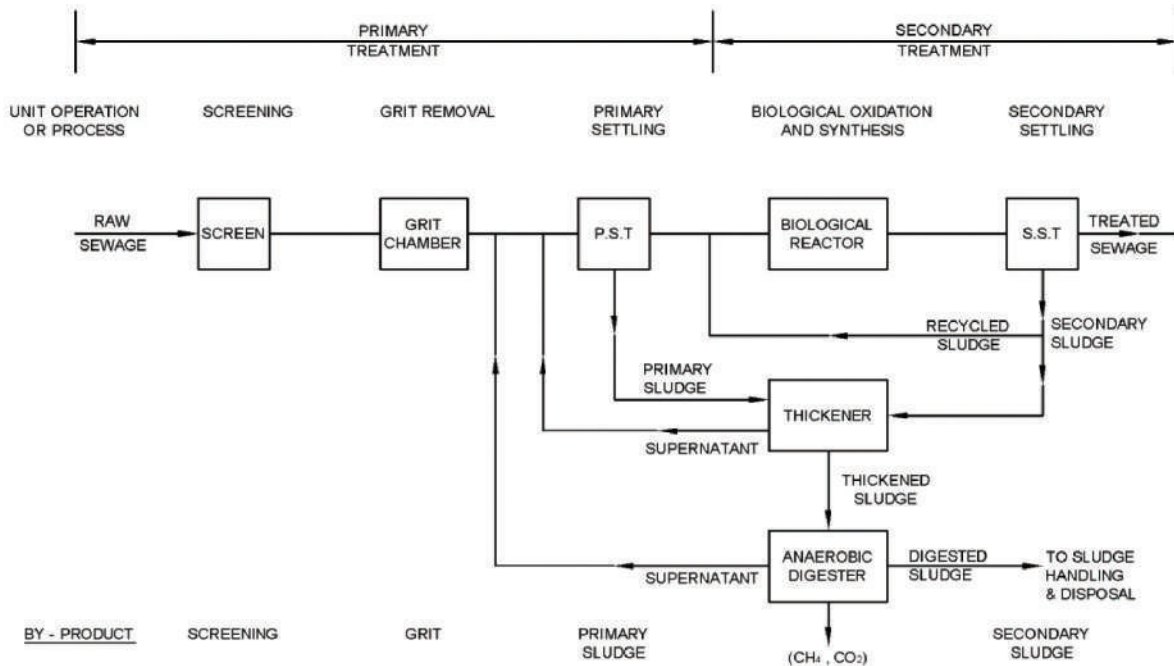 PRIMARY
TREATMENT
SECONDARY
TREATMENT
UNIT OPERATION
OR PROCESS
SCREENING
GRIT REMOVAL
PRIMARY
SETTLING
BIOLOGICAL OXIDATION
AND SYNTHESIS
SECONDARY
SETTLING
RAW
SEWAGE
SCREEN
GRIT
CHAMBER
P.S.T
BIOLOGICAL
REACTOR
S.S.T
TREATED
SEWAGE
RECYCLED
SLUDGE
SECONDARY
SLUDGE
PRIMARY
SLUDGE
THICKENER
SUPERNATANT
THICKENED
SLUDGE
ANAEROBIC
DIGESTER
SUPERNATANT
DIGESTED
SLUDGE
TO SLUDGE
HANDLING
& DISPOSAL
BY - PRODUCT
SCREENING
GRIT
PRIMARY
SLUDGE
(CH₄ , CO₂)
SECONDARY
SLUDGE